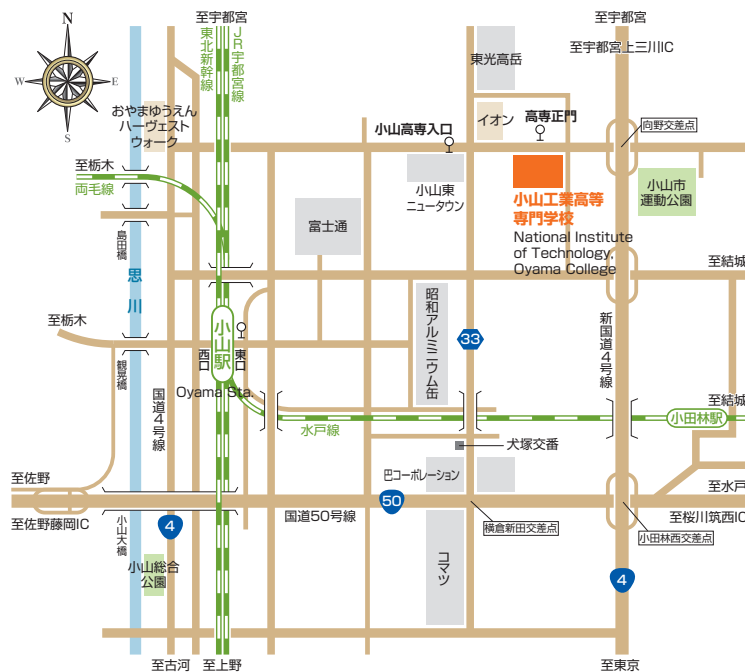 N
W
E
S
至宇都宮
東北新幹線
JR宇都宮線
東光高岳
至宇都宮
至宇都宮上三川IC
おやまゆうえん
ハーヴェスト
ウォーク
小山高専入口
イオン
高専正門
向野交差点
至栃木
両毛線
小山東
ニュータウン
小山工業高等
専門学校
National Institute
of Technology,
Oyama College
小山市
運動公園
富士通
島田橋
思川
至結城
昭和アルミニウム缶
33
新国道4号線
至栃木
小山駅
西口
東口
Oyama Sta.
観晃橋
国道4号線
至結城
水戸線
小田林駅
犬塚交番
巴コーポレーション
至佐野
至水戸
50
至佐野藤岡IC
国道50号線
至桜川筑西IC
小山大橋
4
横倉新田交差点
小田林西交差点
小山総合
公園
コマツ
4
至古河
至上野
至東京